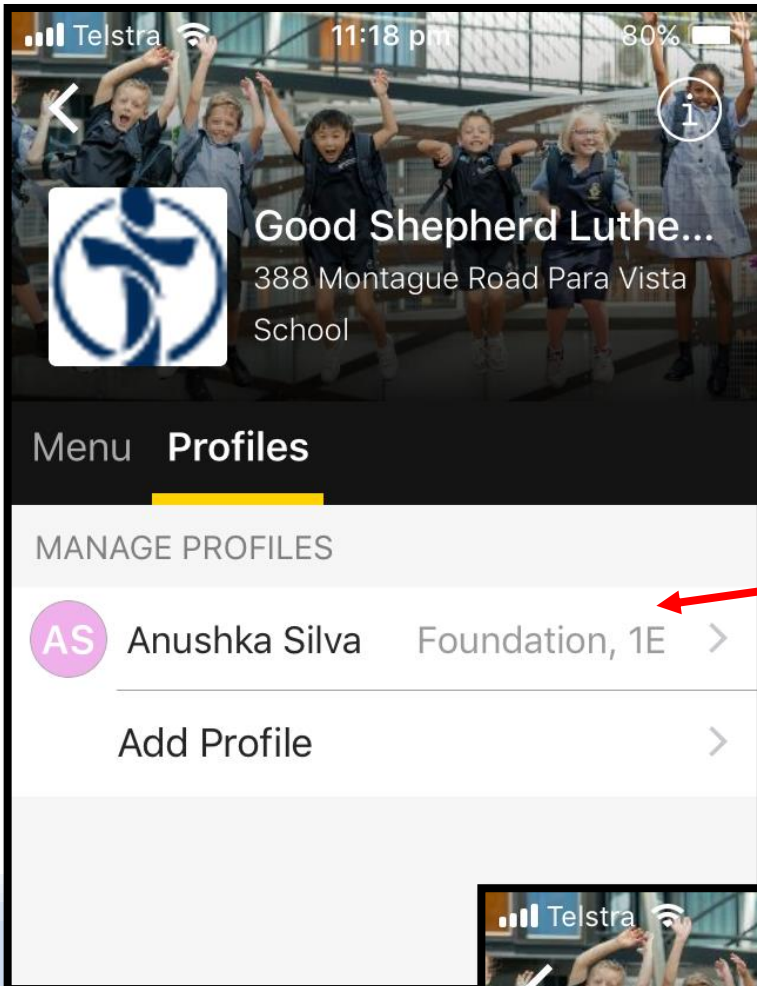 Telstra 11:18 pm 80%
i
Good Shepherd Luthe...
388 Montague Road Para Vista
School
Menu Profiles
MANAGE PROFILES
AS Anushka Silva Foundation, 1E
Add Profile
Telstra